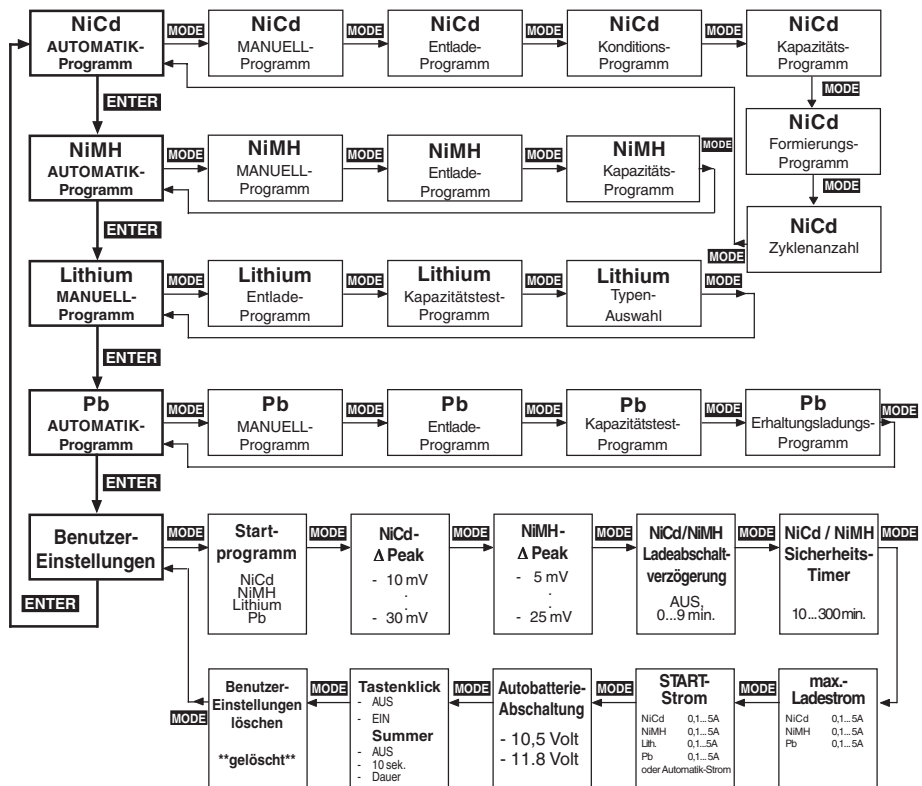 NiCd
AUTOMATIK-
Programm
MODE
NiCd
MANUELL-
Programm
MODE
NiCd
Entlade-
Programm
MODE
NiCd
Konditions-
Programm
MODE
NiCd
Kapazitäts-
Programm
MODE
NiCd
Formierungs-
Programm
MODE
NiCd
Zyklenanzahl
MODE
ENTER
NiMH
AUTOMATIK-
Programm
MODE
NiMH
MANUELL-
Programm
MODE
NiMH
Entlade-
Programm
MODE
NiMH
Kapazitäts-
Programm
MODE
ENTER
Lithium
MANUELL-
Programm
MODE
Lithium
Entlade-
Programm
MODE
Lithium
Kapazitätstest-
Programm
MODE
Lithium
Typen-
Auswahl
MODE
ENTER
Pb
AUTOMATIK-
Programm
MODE
Pb
MANUELL-
Programm
MODE
Pb
Entlade-
Programm
MODE
Pb
Kapazitätstest-
Programm
MODE
Pb
Erhaltungsladungs-
Programm
MODE
ENTER
Benutzer-
Einstellungen
ENTER
MODE
Start-
programm
NiCd
NiMH
Lithium
Pb
MODE
NiCd-
Δ Peak
- 10 mV
.
.
- 30 mV
MODE
NiMH-
Δ Peak
- 5 mV
.
.
- 25 mV
MODE
NiCd/NiMH
Ladeabschalt-
verzögerung
AUS,
0...9 min.
MODE
NiCd / NiMH
Sicherheits-
Timer
10...300min.
MODE
max.-
Ladestrom
NiCd 0,1...5A
NiMH 0,1...5A
Pb 0,1...5A
MODE
START-
Strom
NiCd 0,1...5A
NiMH 0,1...5A
Lith. 0,1...5A
Pb 0,1...5A
oder Automatik-Strom
MODE
Autobatterie-
Abschaltung
- 10,5 Volt
- 11.8 Volt
MODE
Tastenklick
- AUS
- EIN
Summer
- AUS
- 10 sek.
- Dauer
MODE
Benutzer-
Einstellungen
löschen
**gelöscht**
MODE